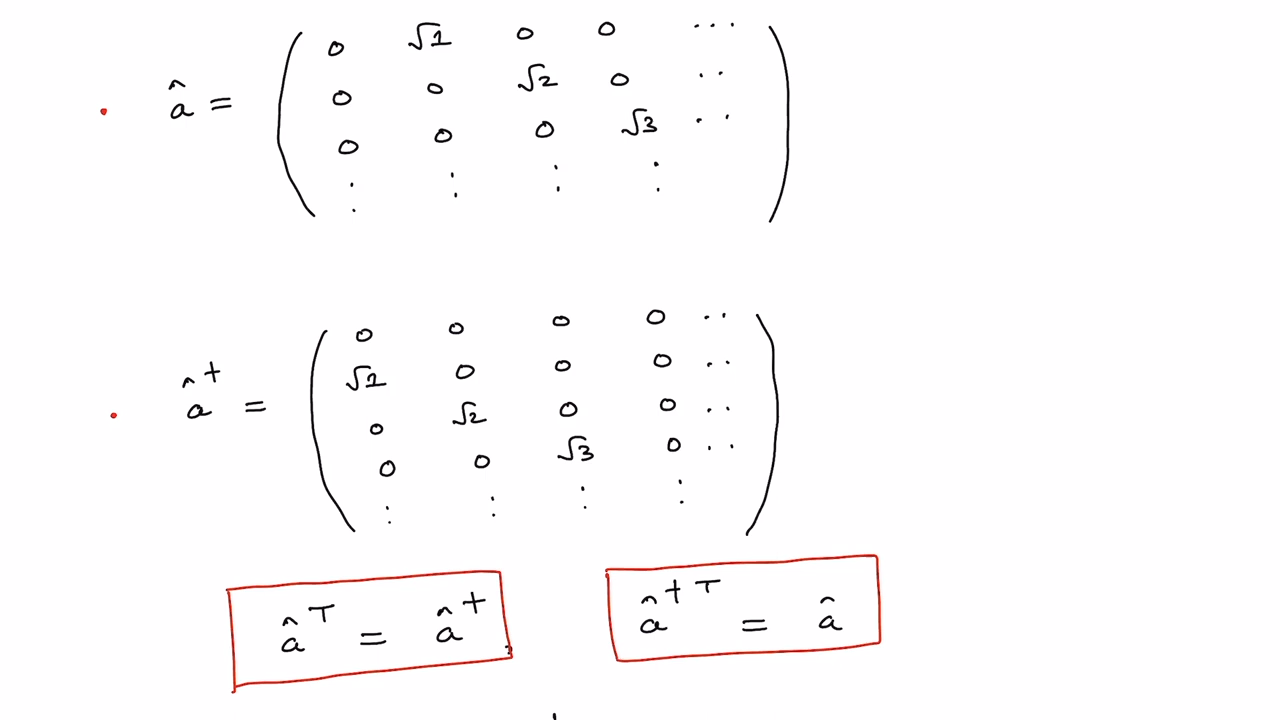 • â = ( 0 √1 0 0 ···
0 0 √2 0 ··
0 0 0 √3 ··
⋮ ⋮ ⋮ ⋮ )
• â† = ( 0 0 0 0 ··
√1 0 0 0 ··
0 √2 0 0 ··
0 0 √3 0 ··
⋮ ⋮ ⋮ ⋮ )
âᵀ = â† â†ᵀ = â